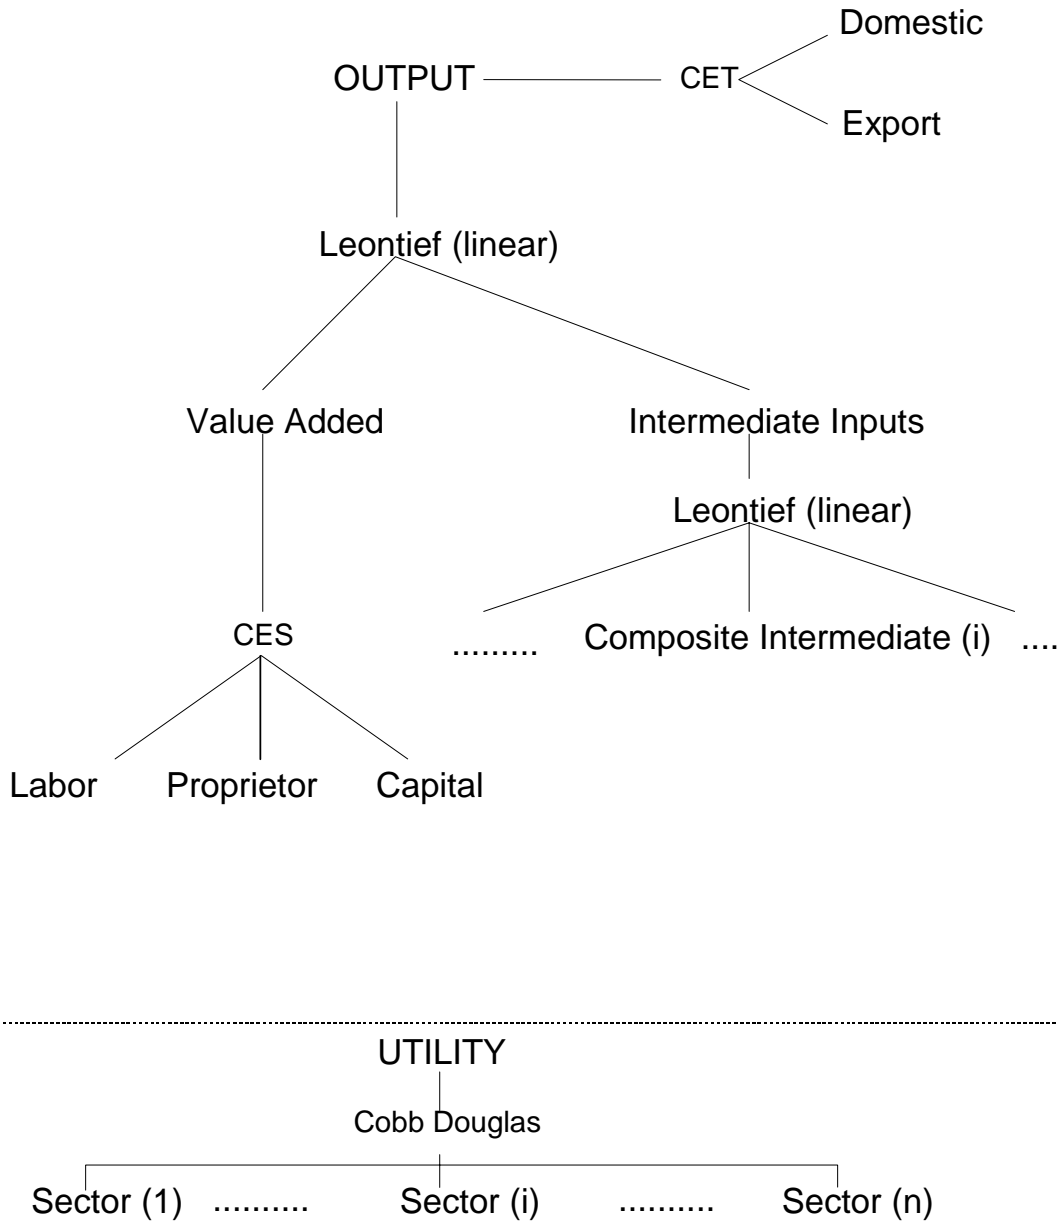 Domestic
OUTPUT CET
Export
Leontief (linear)
Value Added Intermediate Inputs
Leontief (linear)
CES ......... Composite Intermediate (i) ....
Labor Proprietor Capital
UTILITY
Cobb Douglas
Sector (1) .......... Sector (i) .......... Sector (n)